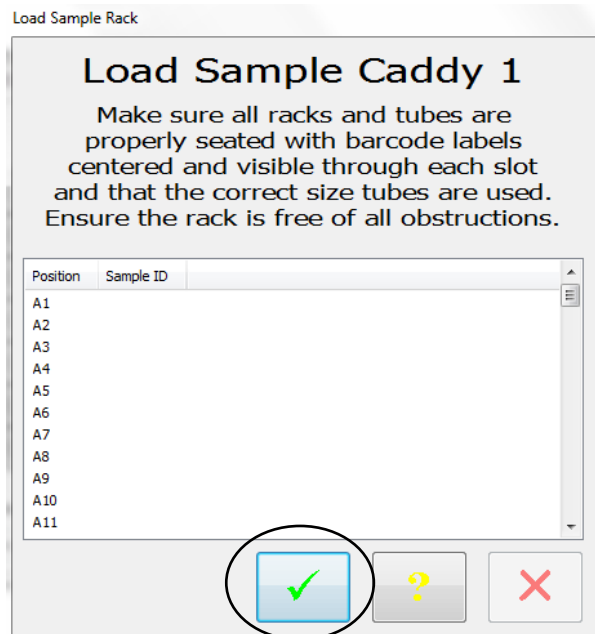 Load Sample Rack
Load Sample Caddy 1
Make sure all racks and tubes are
properly seated with barcode labels
centered and visible through each slot
and that the correct size tubes are used.
Ensure the rack is free of all obstructions.
Position Sample ID
A1
A2
A3
A4
A5
A6
A7
A8
A9
A10
A11
?